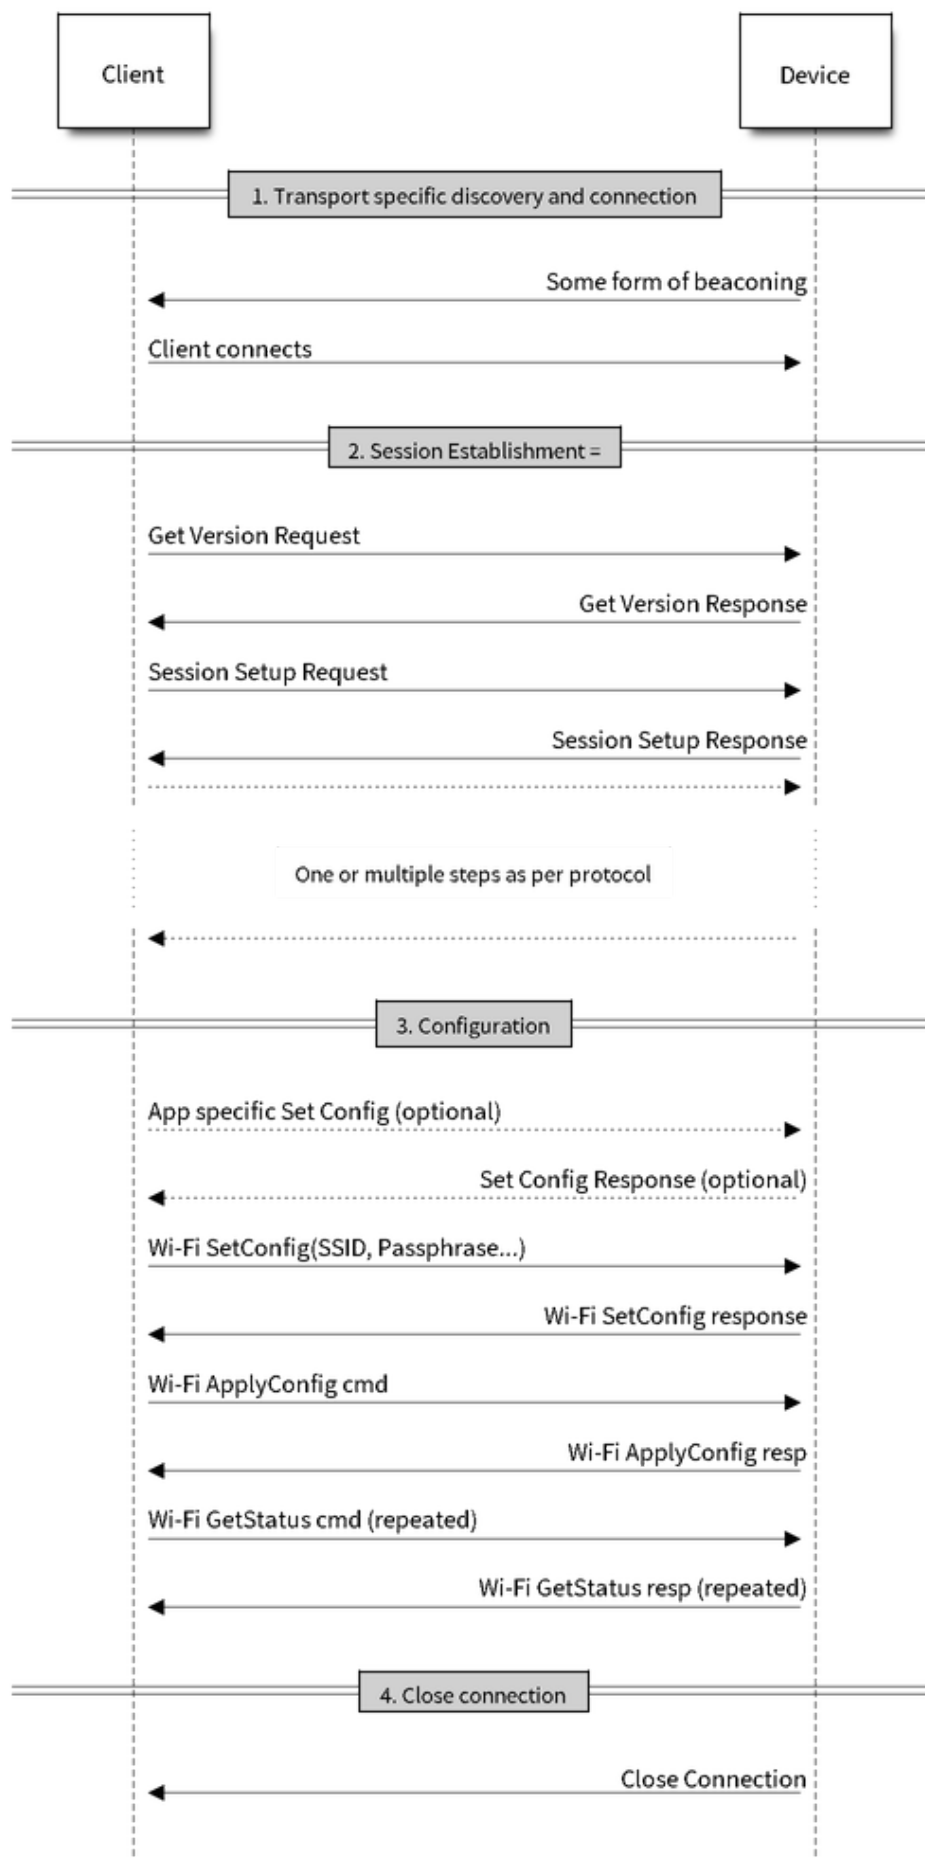 Client
Device
1. Transport specific discovery and connection
Some form of beaconing
Client connects
2. Session Establishment =
Get Version Request
Get Version Response
Session Setup Request
Session Setup Response
One or multiple steps as per protocol
3. Configuration
App specific Set Config (optional)
Set Config Response (optional)
Wi-Fi SetConfig(SSID, Passphrase...)
Wi-Fi SetConfig response
Wi-Fi ApplyConfig cmd
Wi-Fi ApplyConfig resp
Wi-Fi GetStatus cmd (repeated)
Wi-Fi GetStatus resp (repeated)
4. Close connection
Close Connection